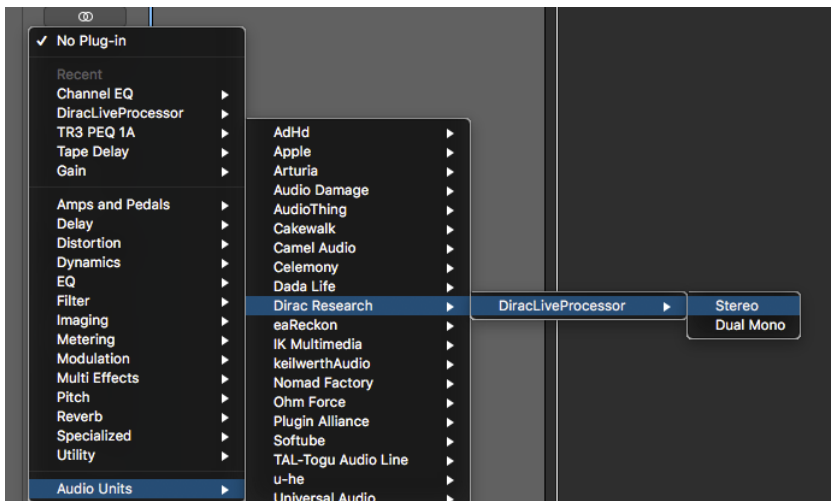 No Plug-in
Recent
Channel EQ
DiracLiveProcessor
TR3 PEQ 1A
Tape Delay
Gain
Amps and Pedals
Delay
Distortion
Dynamics
EQ
Filter
Imaging
Metering
Modulation
Multi Effects
Pitch
Reverb
Specialized
Utility
Audio Units
AdHd
Apple
Arturia
Audio Damage
AudioThing
Cakewalk
Camel Audio
Celemony
Dada Life
Dirac Research
eaReckon
IK Multimedia
keilwerthAudio
Nomad Factory
Ohm Force
Plugin Alliance
Softube
TAL-Togu Audio Line
u-he
Universal Audio
DiracLiveProcessor
Stereo
Dual Mono